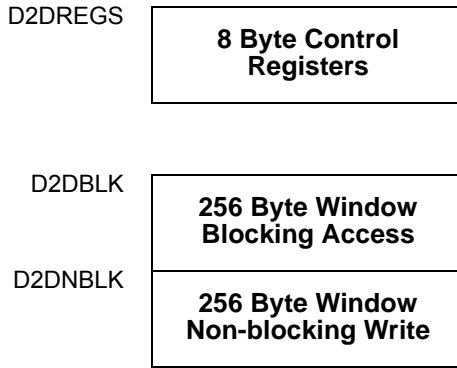 D2DREGS
8 Byte Control
Registers
D2DBLK
256 Byte Window
Blocking Access
D2DNBLK
256 Byte Window
Non-blocking Write